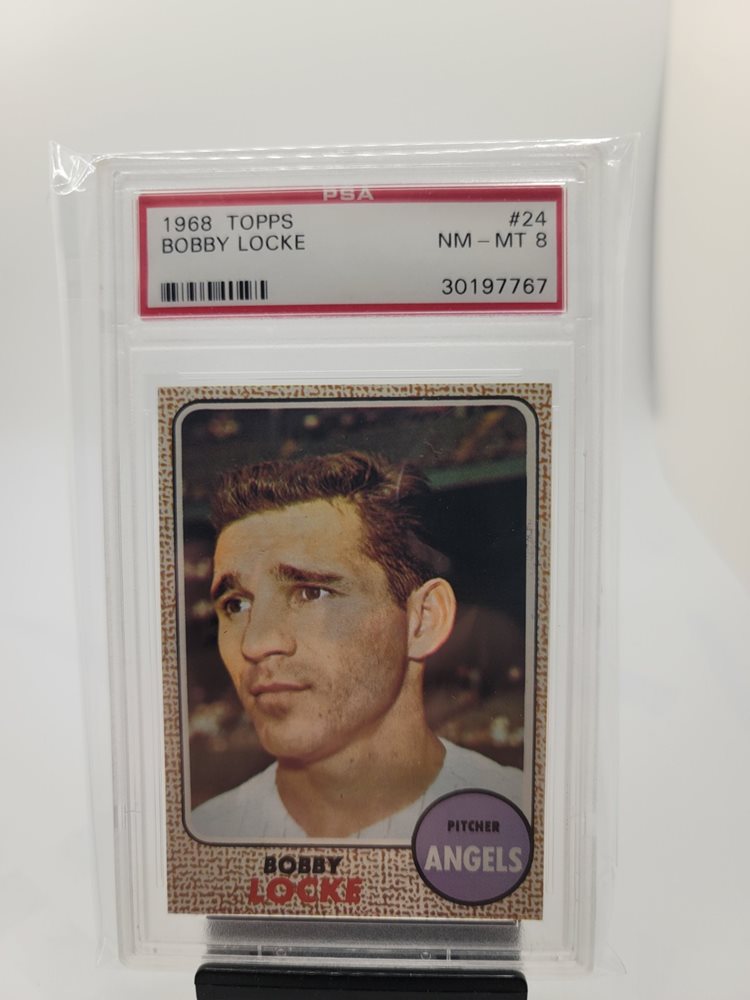 PSA
1968 TOPPS #24
BOBBY LOCKE NM-MT 8
30197767
PITCHER
ANGELS
BOBBY
LOCKE